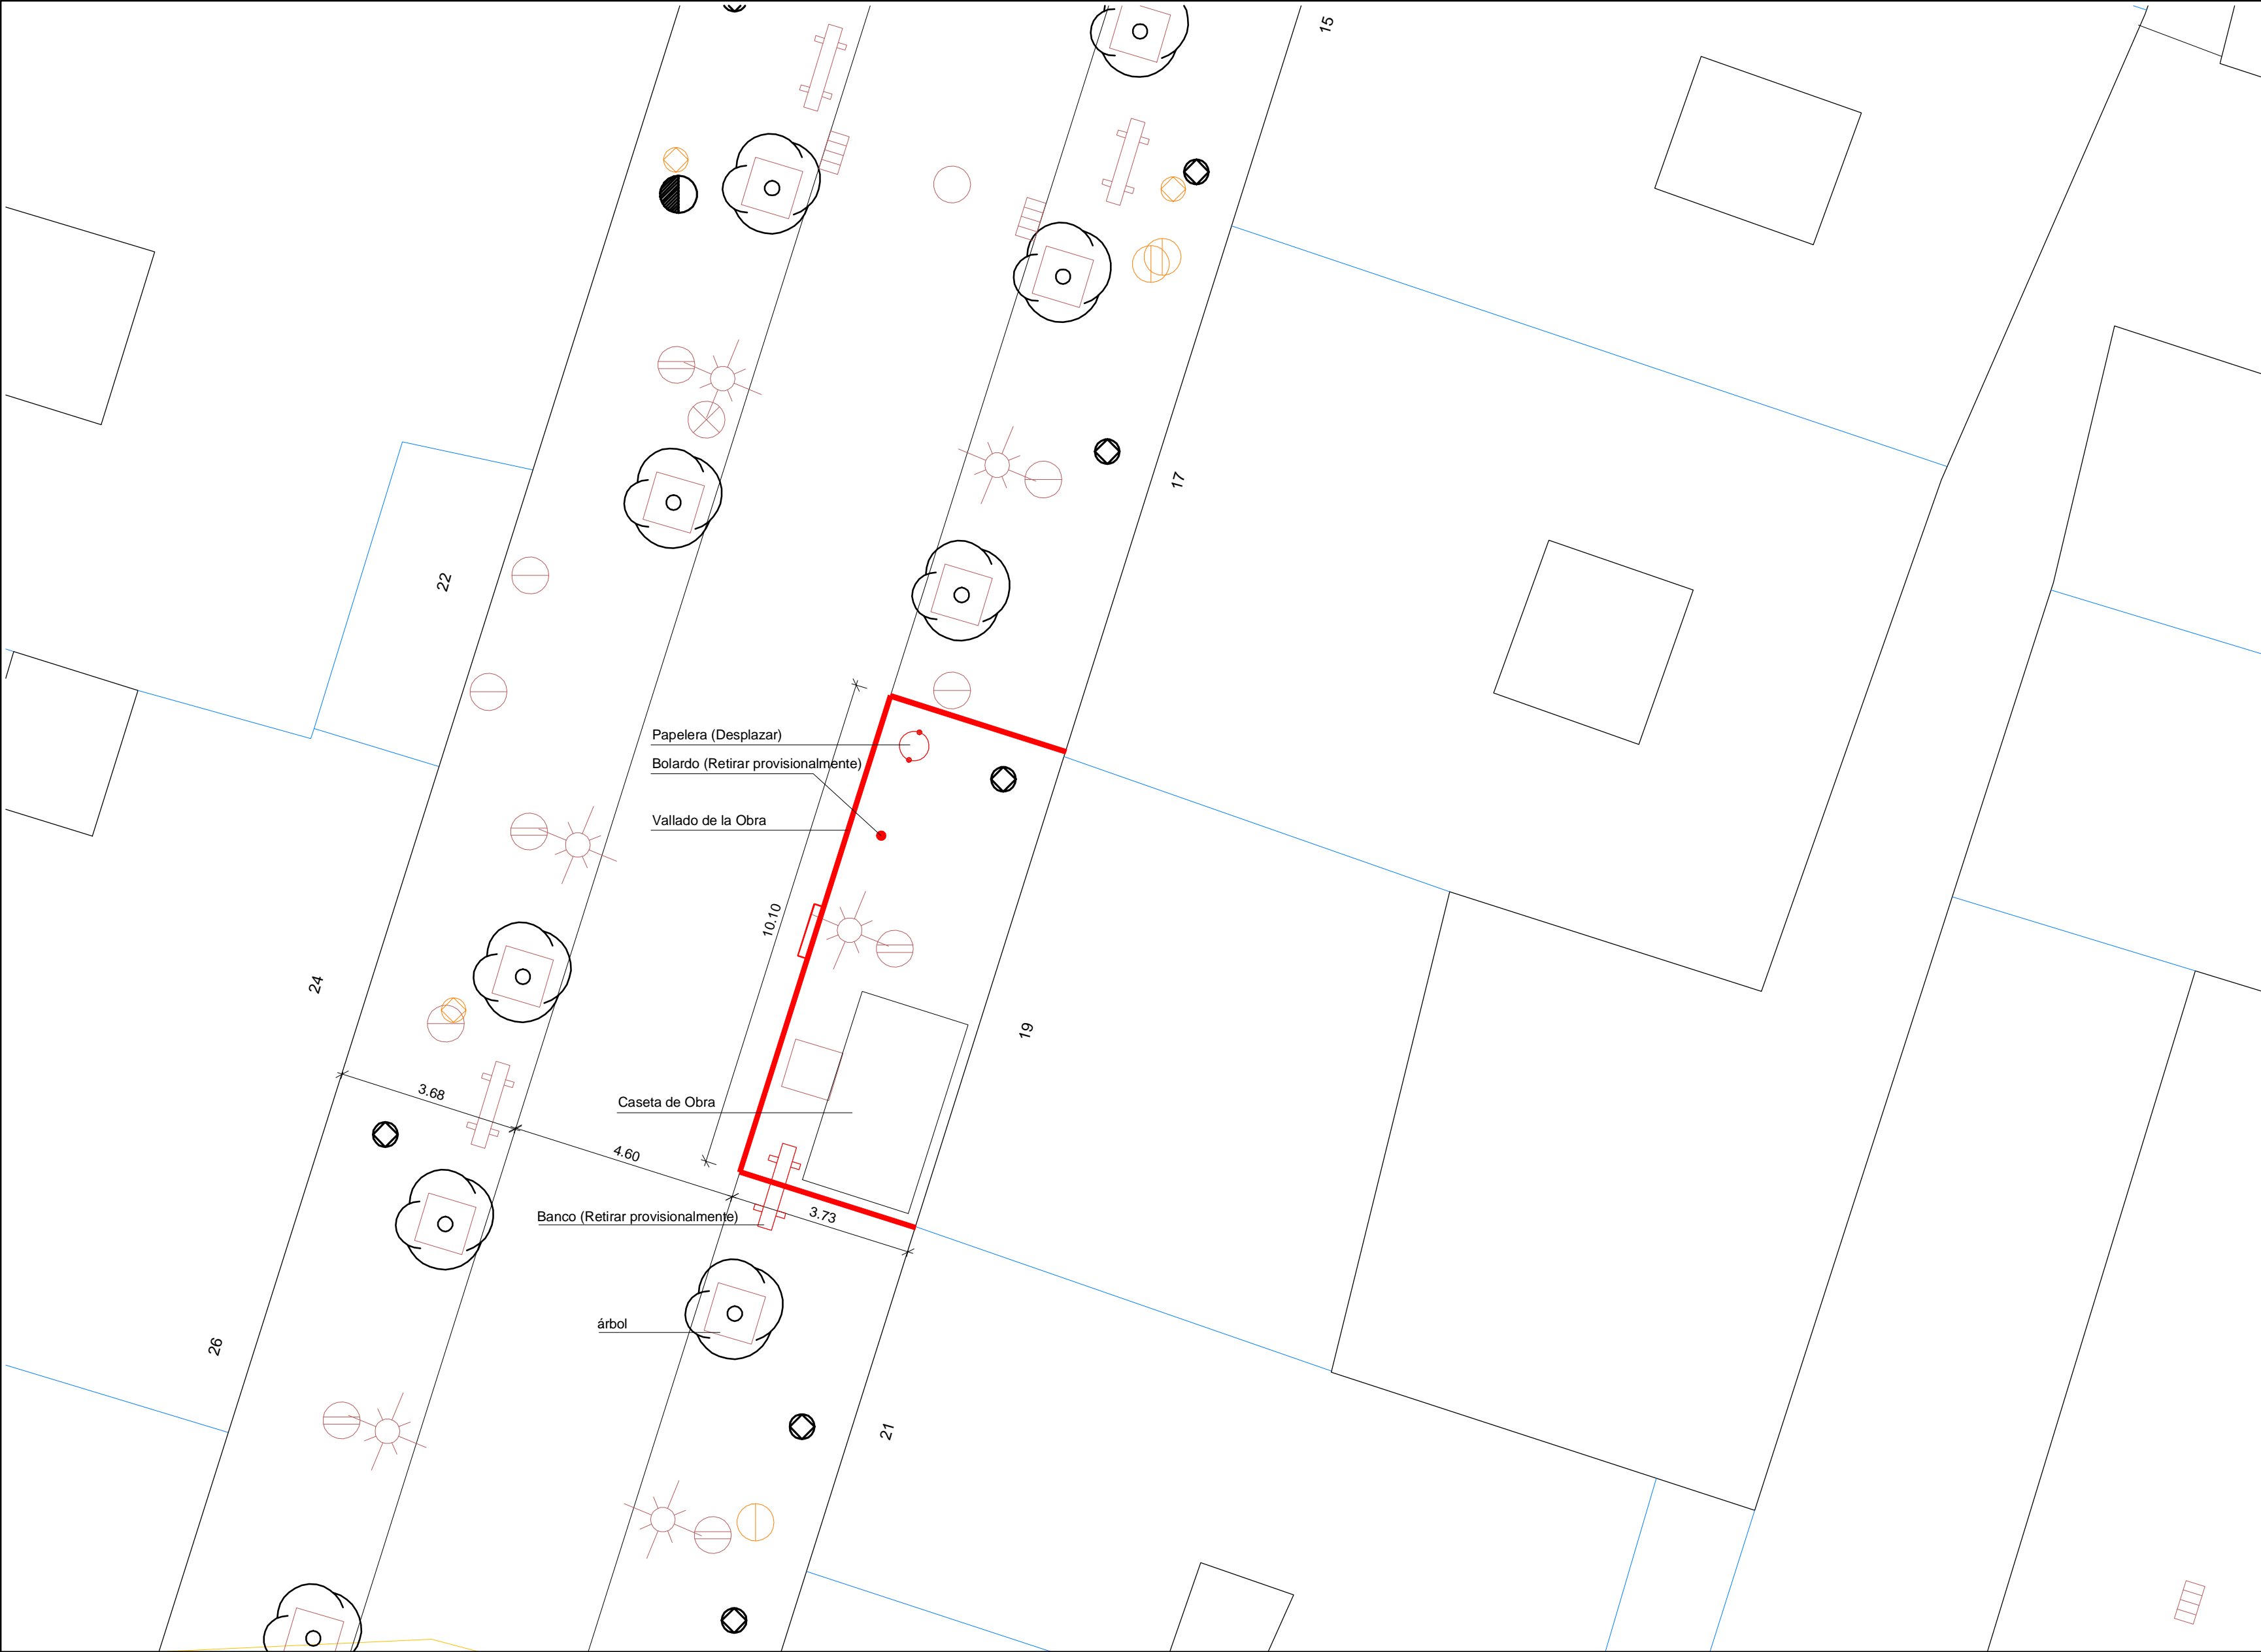 15
17
22
Papelera (Desplazar)
Bolardo (Retirar provisionalmente)
Vallado de la Obra
10.10
24
19
3.68
Caseta de Obra
4.60
Banco (Retirar provisionalmente)
3.73
árbol
26
21